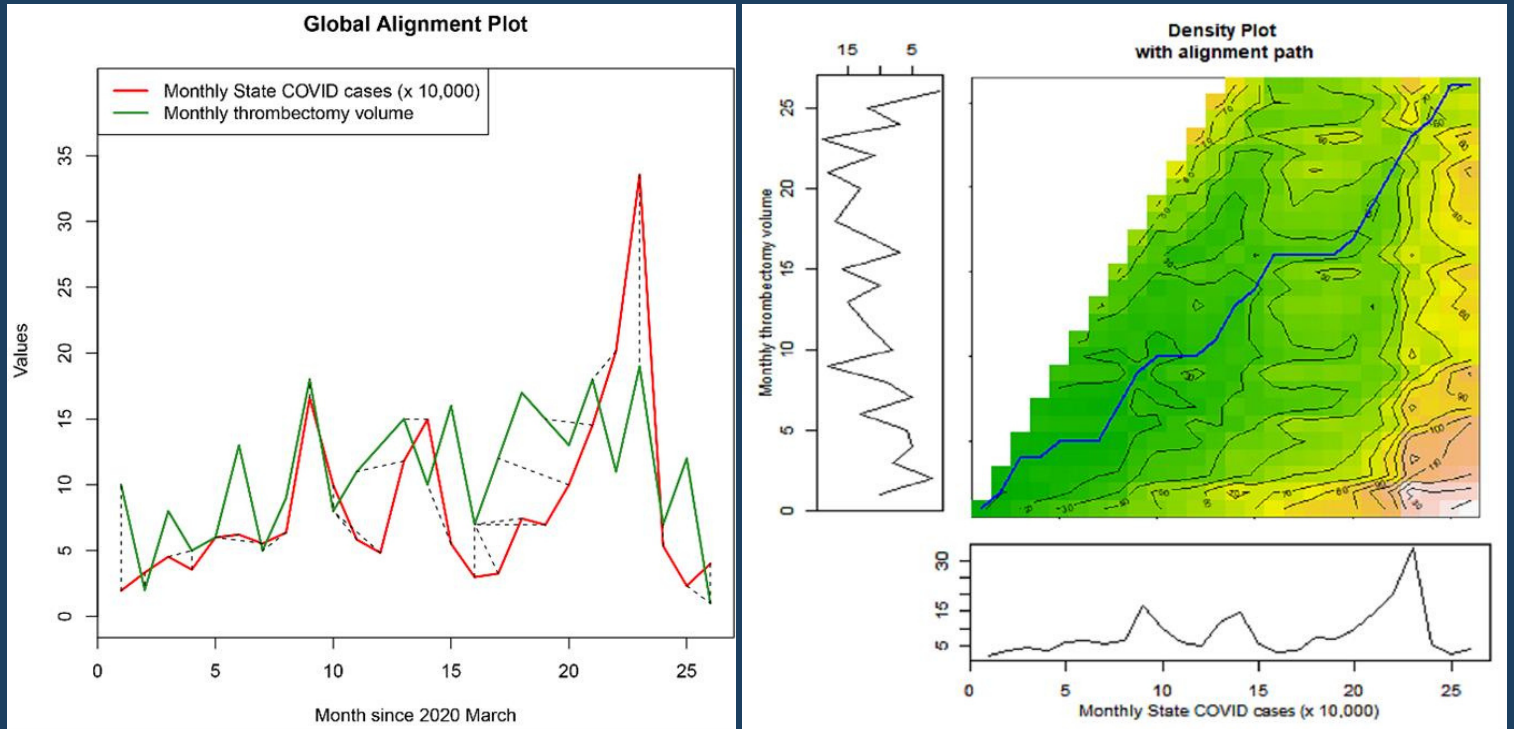 Global Alignment Plot
Monthly State COVID cases (x 10,000)
Monthly thrombectomy volume
Values
35
30
25
20
15
10
5
0
0 5 10 15 20 25
Month since 2020 March
Density Plot
with alignment path
15 5
Monthly thrombectomy volume
25
20
15
10
5
0
30
15
5
0 5 10 15 20 25
Monthly State COVID cases (x 10,000)